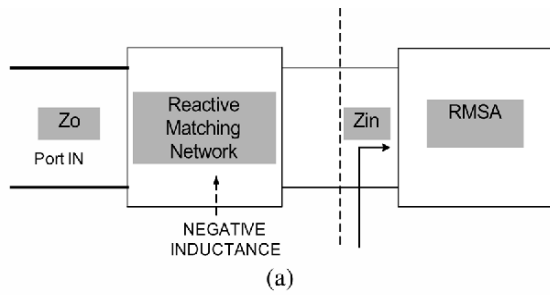 Zo
Port IN
Reactive
Matching
Network
NEGATIVE
INDUCTANCE
Zin
RMSA
(a)